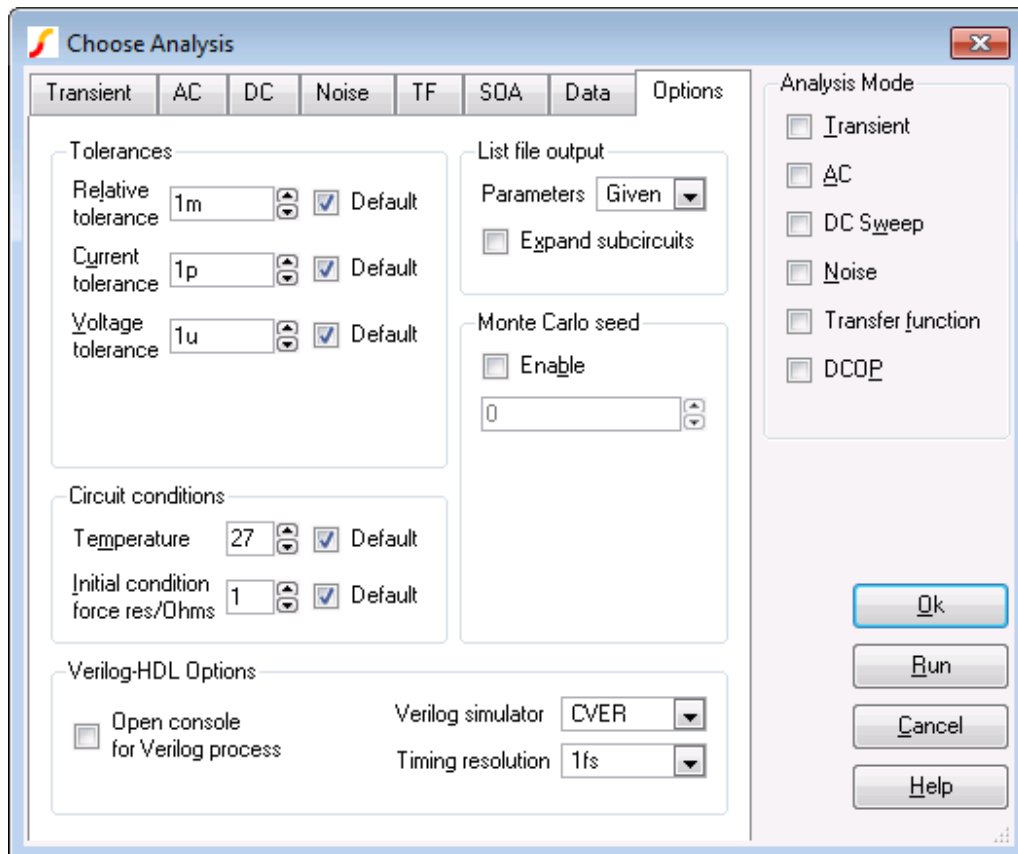 Choose Analysis
Transient AC DC Noise TF SOA Data Options
Tolerances
Relative
tolerance 1m Default
Current
tolerance 1p Default
Voltage
tolerance 1u Default
List file output
Parameters Given
Expand subcircuits
Monte Carlo seed
Enable
0
Circuit conditions
Temperature 27 Default
Initial condition
force res/Ohms 1 Default
Verilog-HDL Options
Open console
for Verilog process
Verilog simulator CVER
Timing resolution 1fs
Analysis Mode
Transient
AC
DC Sweep
Noise
Transfer function
DCOP
Ok
Run
Cancel
Help